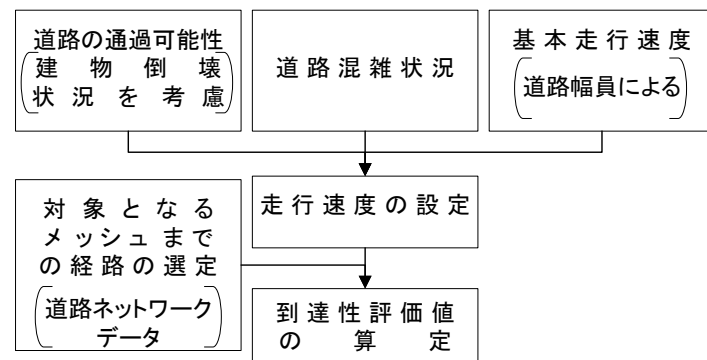 道路の通過可能性
建物倒壊
状況を考慮
道路混雑状況
基本走行速度
道路幅員による
走行速度の設定
対象となる
メッシュまで
の経路の選定
道路ネットワーク
データ
到達性評価値
の算定